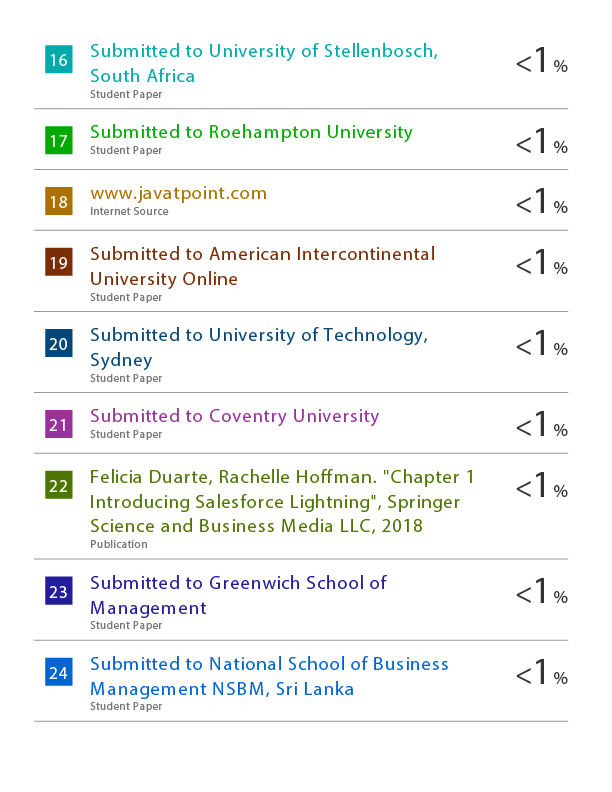 16
Submitted to University of Stellenbosch,
South Africa
Student Paper
<1 %
17
Submitted to Roehampton University
Student Paper
<1 %
18
www.javatpoint.com
Internet Source
<1 %
19
Submitted to American Intercontinental
University Online
Student Paper
<1 %
20
Submitted to University of Technology,
Sydney
Student Paper
<1 %
21
Submitted to Coventry University
Student Paper
<1 %
22
Felicia Duarte, Rachelle Hoffman. "Chapter 1
Introducing Salesforce Lightning", Springer
Science and Business Media LLC, 2018
Publication
<1 %
23
Submitted to Greenwich School of
Management
Student Paper
<1 %
24
Submitted to National School of Business
Management NSBM, Sri Lanka
Student Paper
<1 %